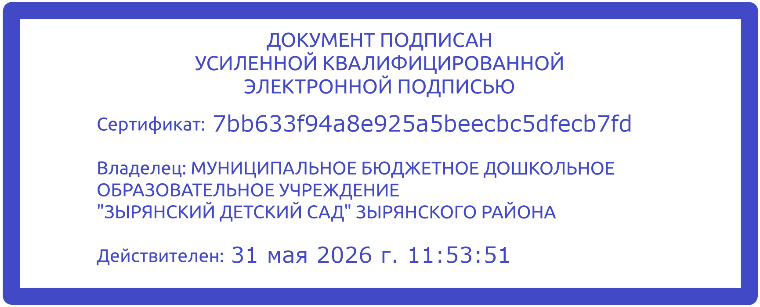 ДОКУМЕНТ ПОДПИСАН
УСИЛЕННОЙ КВАЛИФИЦИРОВАННОЙ
ЭЛЕКТРОННОЙ ПОДПИСЬЮ
Сертификат: 7bb633f94a8e925a5beecbc5dfecb7fd
Владелец: МУНИЦИПАЛЬНОЕ БЮДЖЕТНОЕ ДОШКОЛЬНОЕ
ОБРАЗОВАТЕЛЬНОЕ УЧРЕЖДЕНИЕ
"ЗЫРЯНСКИЙ ДЕТСКИЙ САД" ЗЫРЯНСКОГО РАЙОНА
Действителен: 31 мая 2026 г. 11:53:51